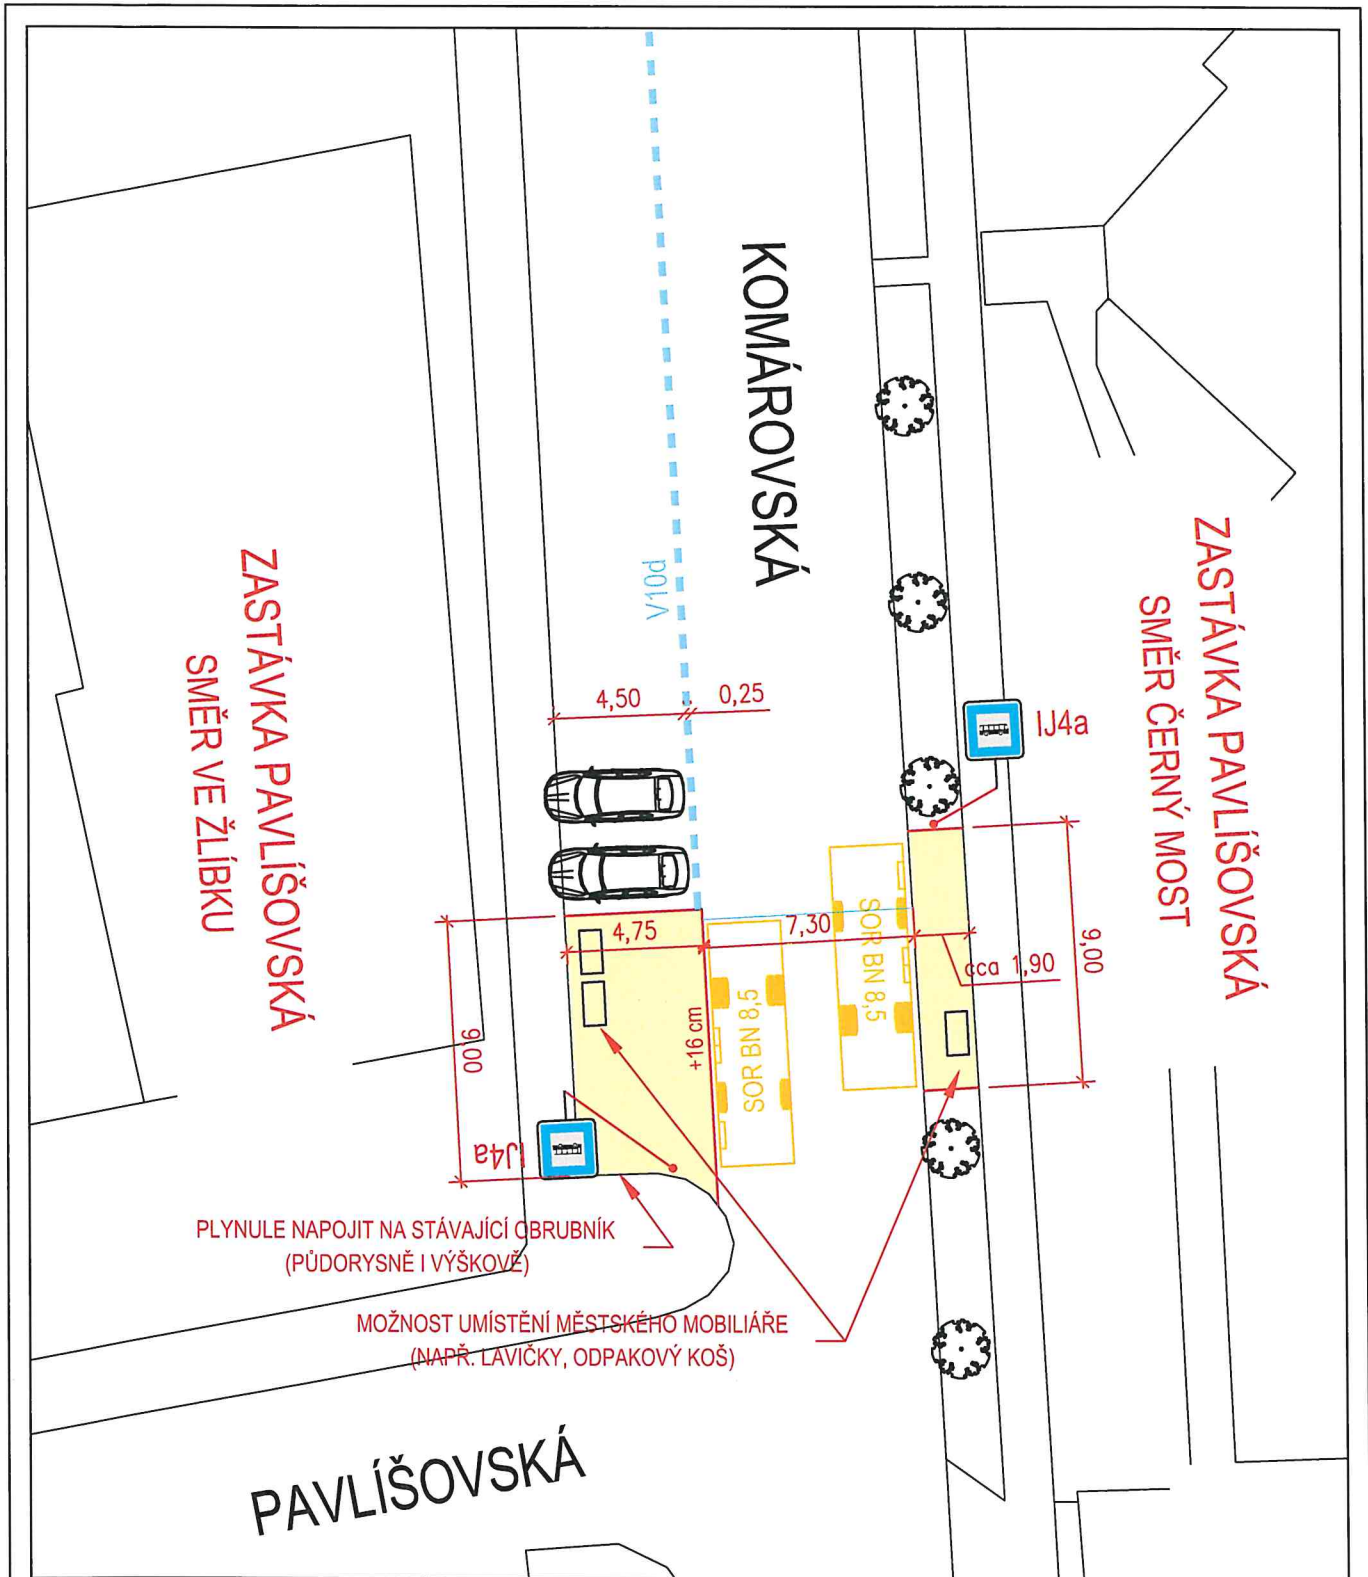 KOMÁROVSKÁ
ZASTÁVKA PAVLÍŠOVSKÁ
SMĚR ČERNÝ MOST
ZASTÁVKA PAVLÍŠOVSKÁ
SMĚR VE ŽLÍBKU
V10d
4,50
0,25
IJ4a
4,75
7,30
cca 1,90
9,00
9,00
+16 cm
SOR BN 8,5
SOR BN 8,5
IJ4a
PLYNULE NAPOJIT NA STÁVAJÍCÍ OBRUBNÍK
(PŮDORYSNĚ I VÝŠKOVĚ)
MOŽNOST UMÍSTĚNÍ MĚSTSKÉHO MOBILIÁŘE
(NAPŘ. LAVIČKY, ODPAKOVÝ KOŠ)
PAVLÍŠOVSKÁ